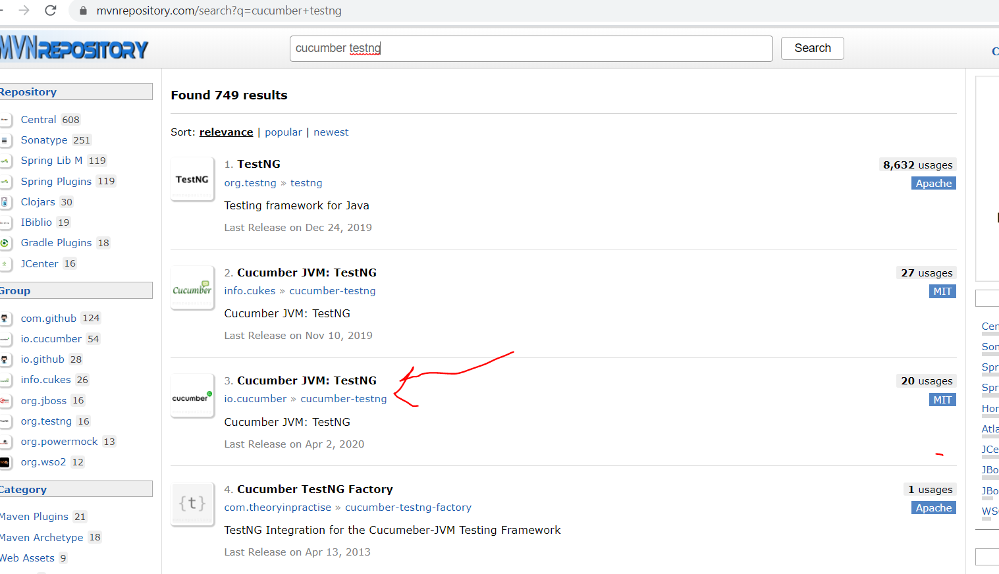 mvnrepository.com/search?q=cucumber+testng
MVNREPOSITORY
cucumber testng
Search
C
Repository
Central 608
Sonatype 251
Spring Lib M 119
Spring Plugins 119
Clojars 30
IBiblio 19
Gradle Plugins 18
JCenter 16
Group
com.github 124
io.cucumber 54
io.github 28
info.cukes 26
org.jboss 16
org.testng 16
org.powermock 13
org.wso2 12
Category
Maven Plugins 21
Maven Archetype 18
Web Assets 9
Found 749 results
Sort: relevance | popular | newest
TestNG
1. TestNG
8,632 usages
org.testng » testng
Apache
Testing framework for Java
Last Release on Dec 24, 2019
Cucumber
2. Cucumber JVM: TestNG
27 usages
info.cukes » cucumber-testng
MIT
Cucumber JVM: TestNG
Last Release on Nov 10, 2019
cucumber
3. Cucumber JVM: TestNG
20 usages
io.cucumber » cucumber-testng
MIT
Cucumber JVM: TestNG
Last Release on Apr 2, 2020
{t}
4. Cucumber TestNG Factory
1 usages
com.theoryinpractise » cucumber-testng-factory
Apache
TestNG Integration for the Cucumeber-JVM Testing Framework
Last Release on Apr 13, 2013
Cen
Son
Spr
Spr
Hor
Atla
JCe
JBo
JBo
WS